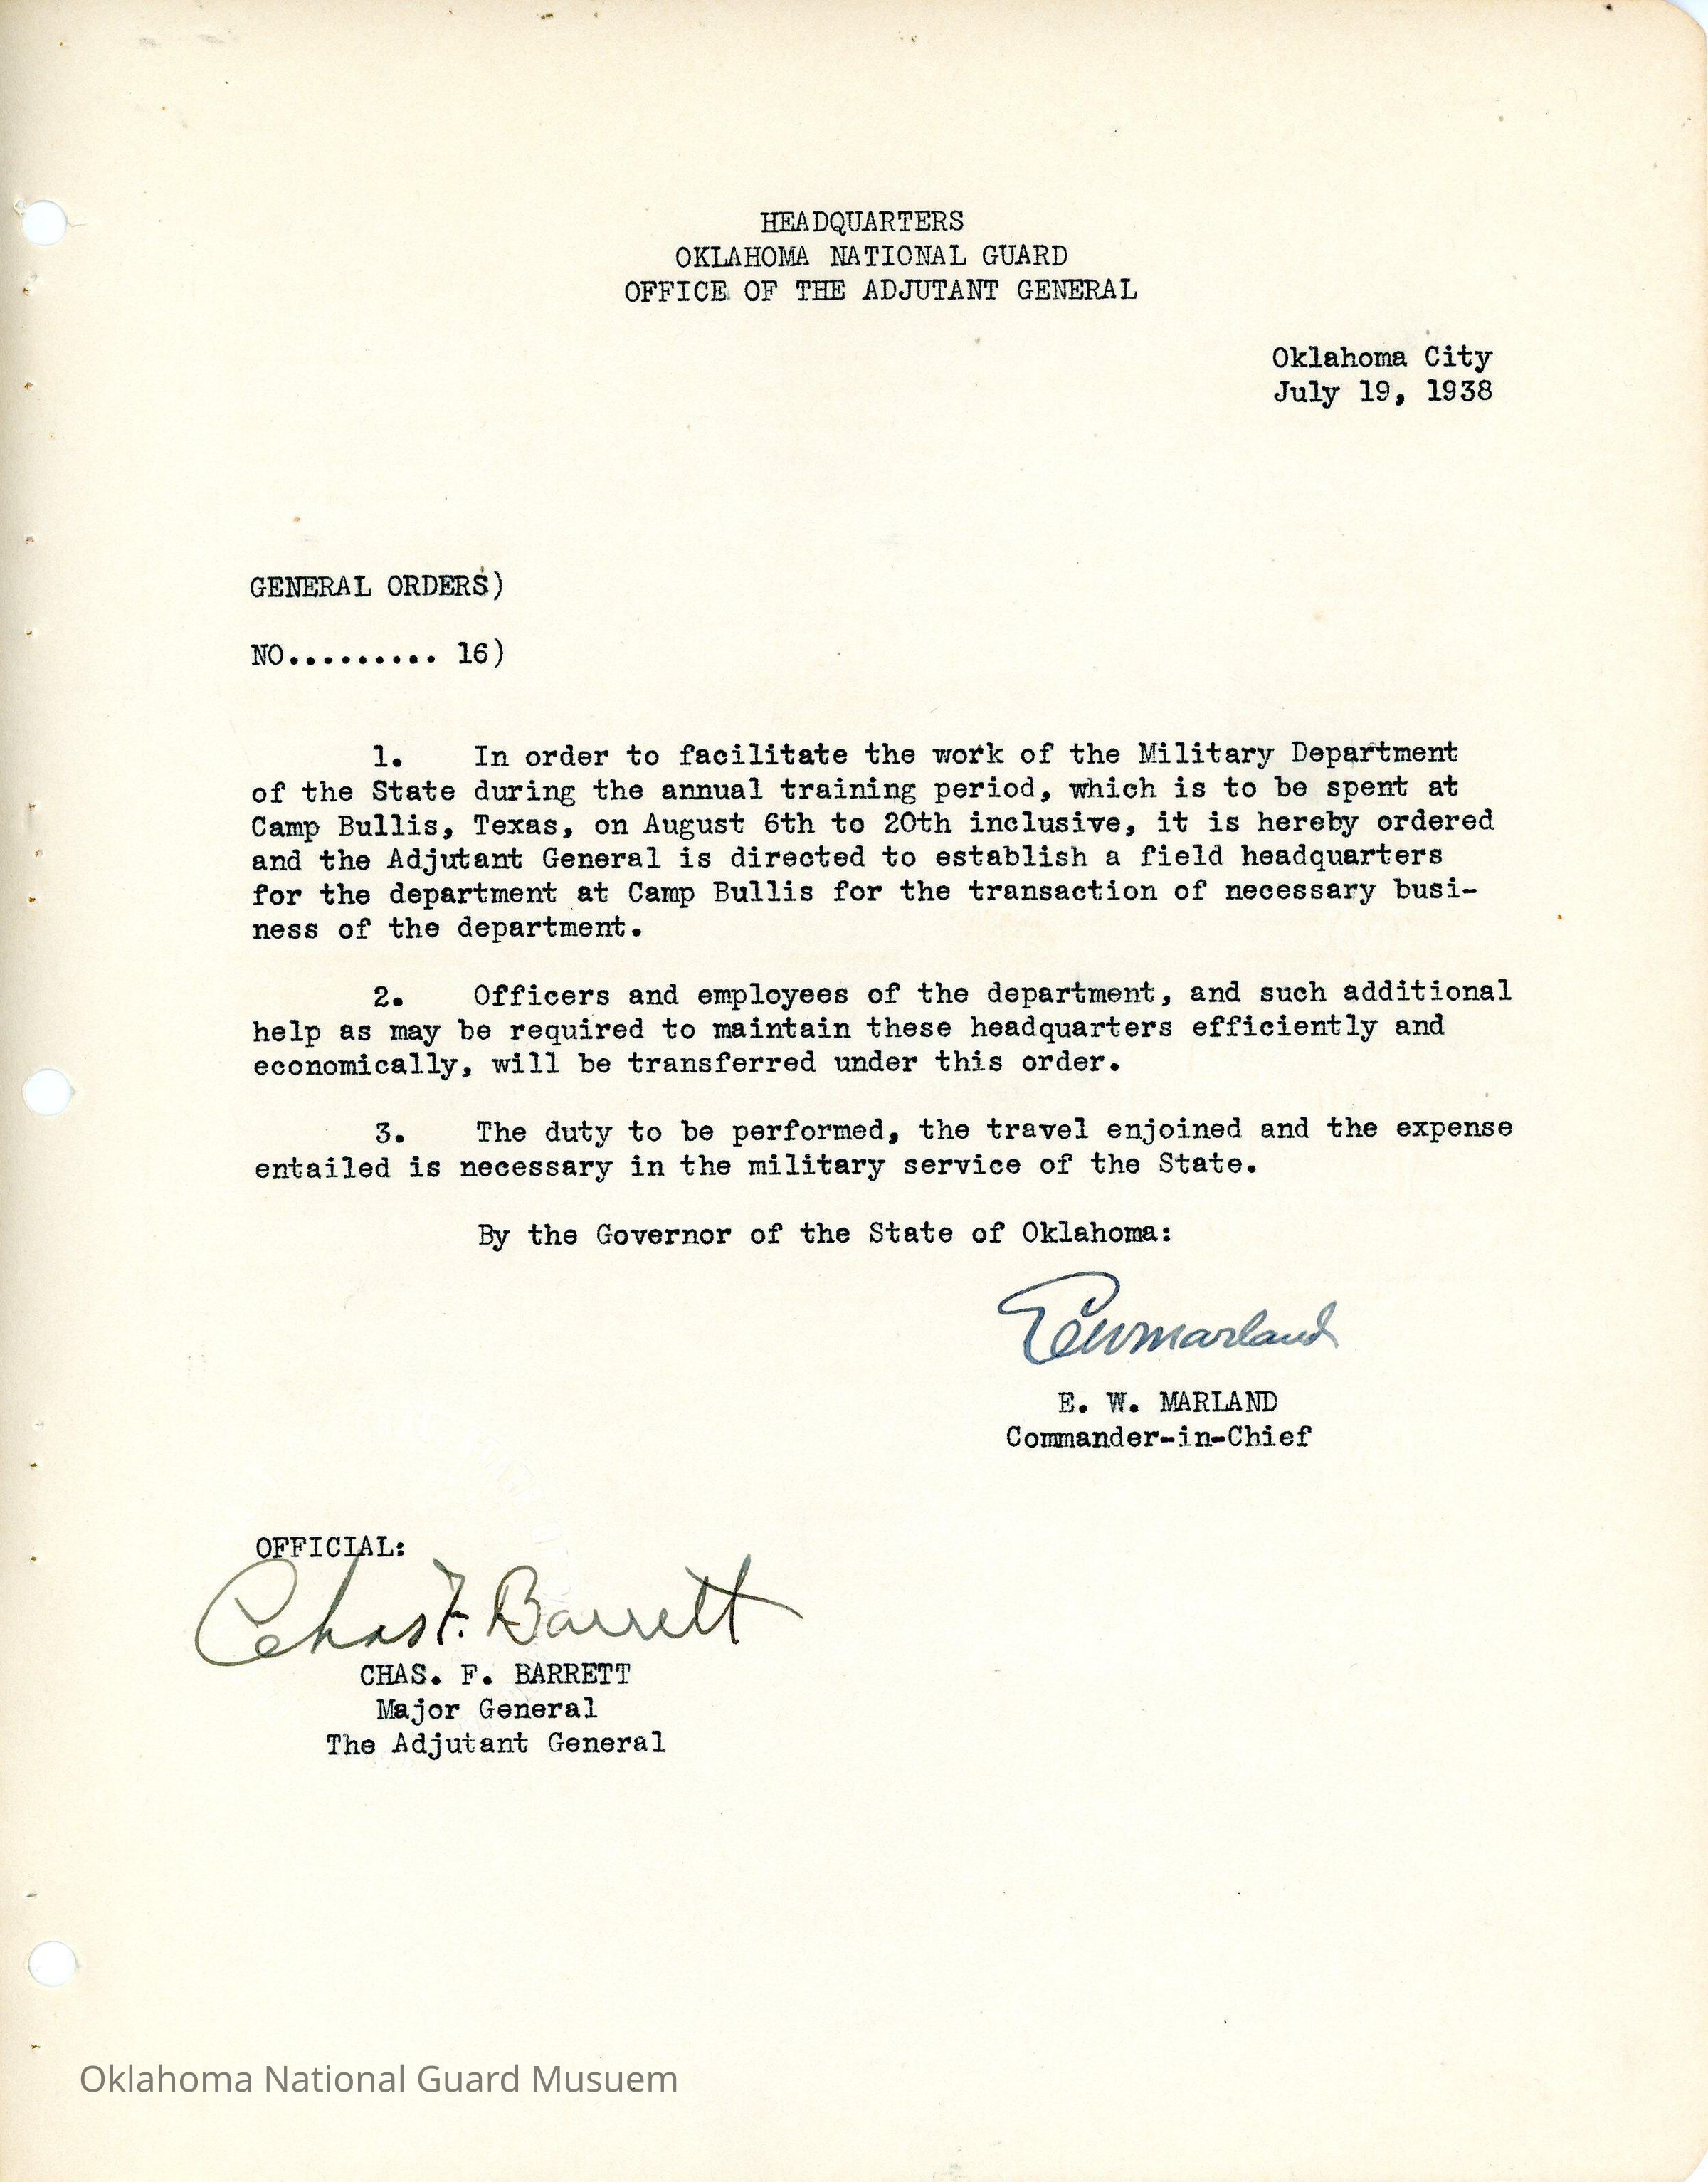 HEADQUARTERS
OKLAHOMA NATIONAL GUARD
OFFICE OF THE ADJUTANT GENERAL
Oklahoma City
July 19, 1938
GENERAL ORDERS)
NO......... 16)
1. In order to facilitate the work of the Military Department
of the State during the annual training period, which is to be spent at
Camp Bullis, Texas, on August 6th to 20th inclusive, it is hereby ordered
and the Adjutant General is directed to establish a field headquarters
for the department at Camp Bullis for the transaction of necessary busi-
ness of the department.
2. Officers and employees of the department, and such additional
help as may be required to maintain these headquarters efficiently and
economically, will be transferred under this order.
3. The duty to be performed, the travel enjoined and the expense
entailed is necessary in the military service of the State.
By the Governor of the State of Oklahoma:
EWMarland
E. W. MARLAND
Commander-in-Chief
OFFICIAL:
Chas F. Barrett
CHAS. F. BARRETT
Major General
The Adjutant General
Oklahoma National Guard Musuem